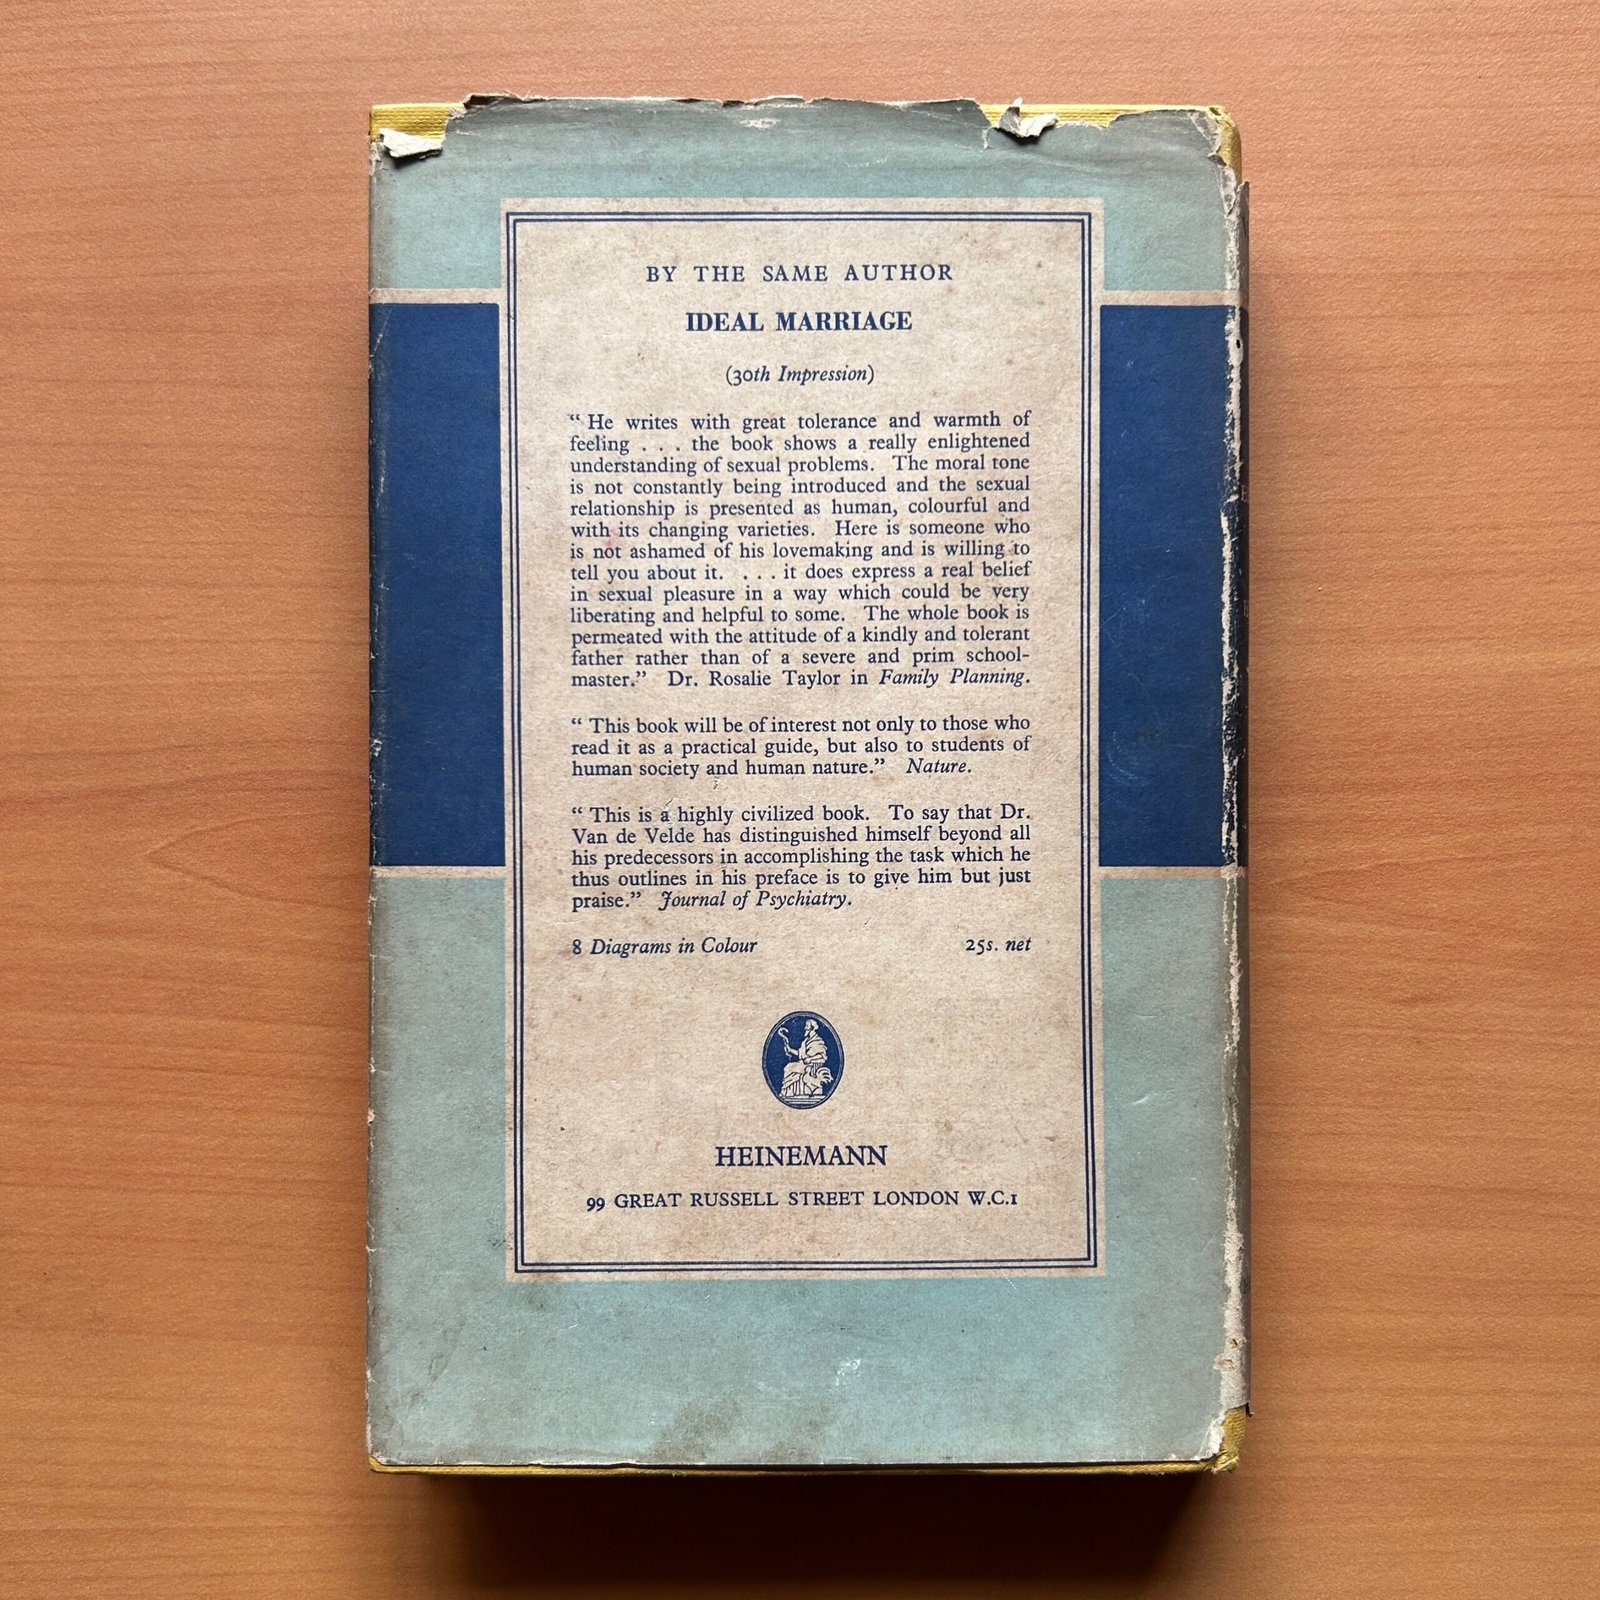 BY THE SAME AUTHOR
IDEAL MARRIAGE
(30th Impression)
“ He writes with great tolerance and warmth of
feeling . . . the book shows a really enlightened
understanding of sexual problems. The moral tone
is not constantly being introduced and the sexual
relationship is presented as human, colourful and
with its changing varieties. Here is someone who
is not ashamed of his lovemaking and is willing to
tell you about it. . . . it does express a real belief
in sexual pleasure in a way which could be very
liberating and helpful to some. The whole book is
permeated with the attitude of a kindly and tolerant
father rather than of a severe and prim school-
master.” Dr. Rosalie Taylor in Family Planning.
“ This book will be of interest not only to those who
read it as a practical guide, but also to students of
human society and human nature.” Nature.
“ This is a highly civilized book. To say that Dr.
Van de Velde has distinguished himself beyond all
his predecessors in accomplishing the task which he
thus outlines in his preface is to give him but just
praise.” Journal of Psychiatry.
8 Diagrams in Colour 25s. net
HEINEMANN
99 GREAT RUSSELL STREET LONDON W.C.1